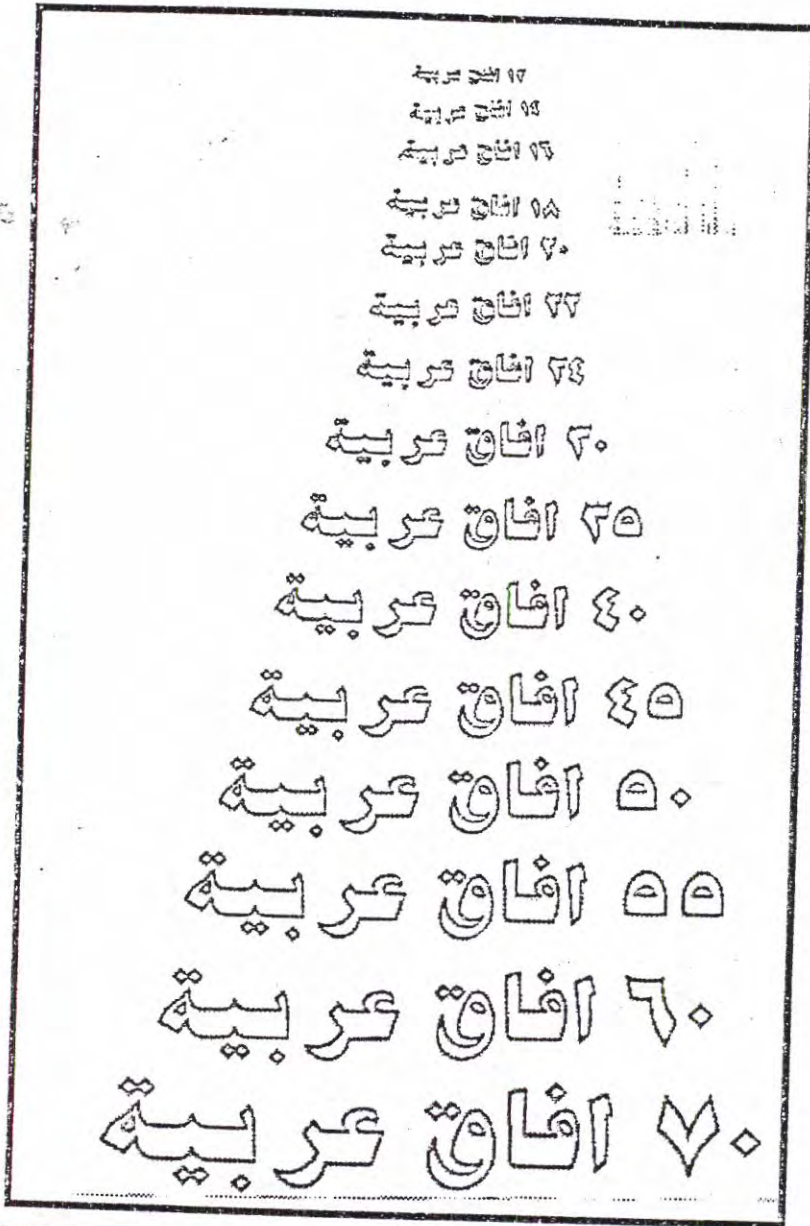 ١٢ افاق عربية
١٤ افاق عربية
١٦ افاق عربية
١٨ افاق عربية
٢٠ افاق عربية
٢٢ افاق عربية
٢٤ افاق عربية
٣٠ افاق عربية
٣٥ افاق عربية
٤٠ افاق عربية
٤٥ افاق عربية
٥٠ افاق عربية
٥٥ افاق عربية
٦٠ افاق عربية
٧٠ افاق عربية